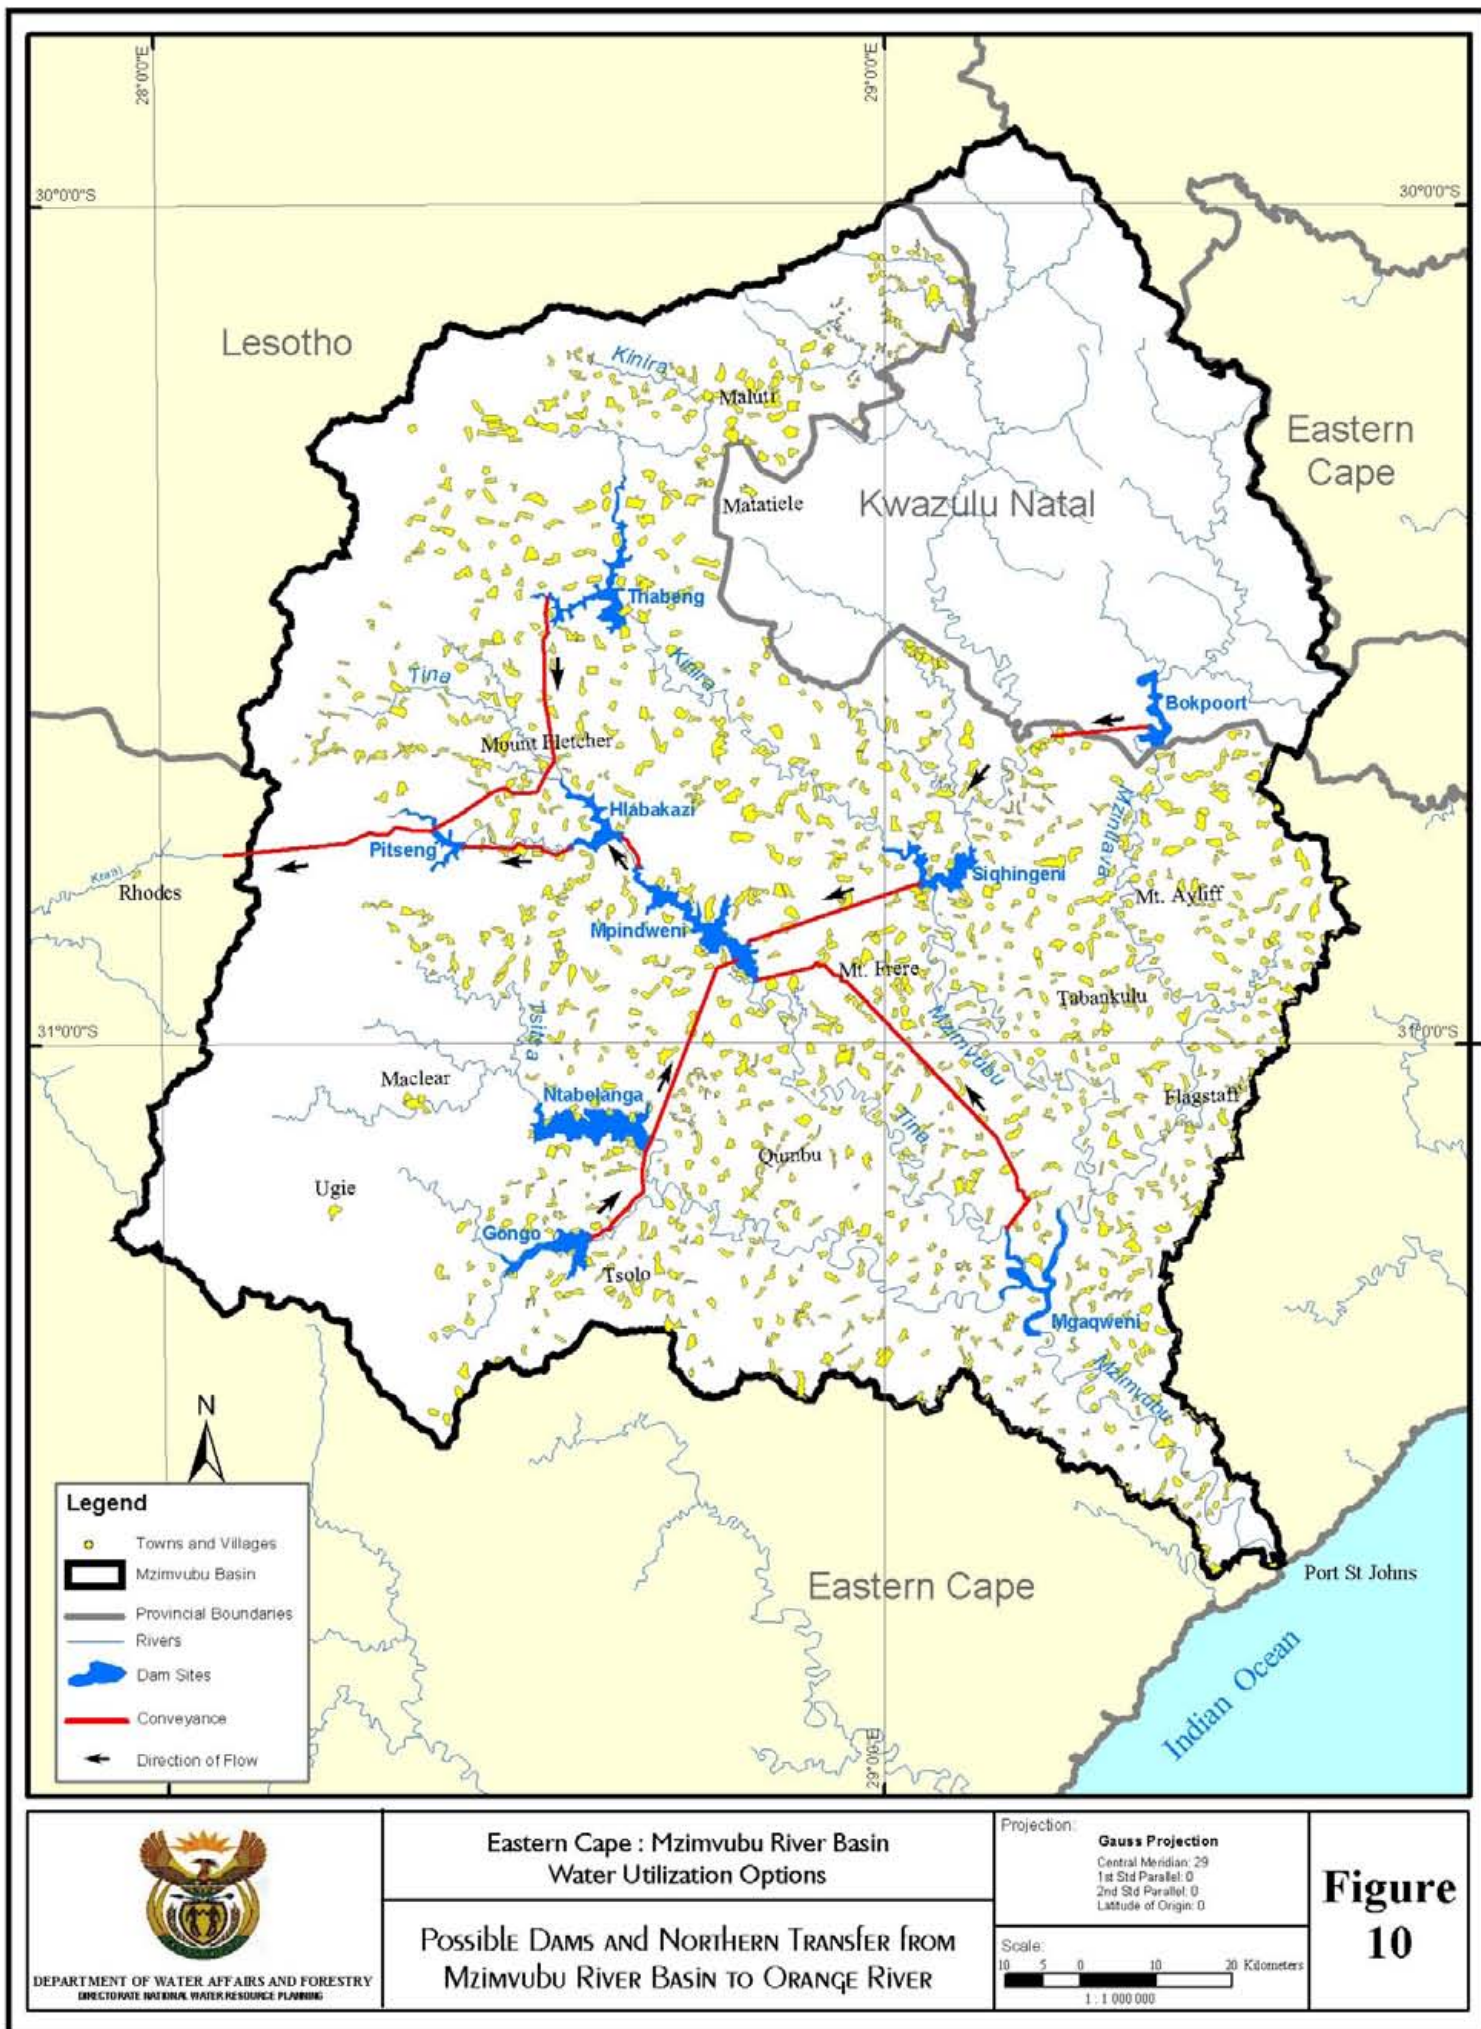 28°0'0"E
29°0'0"E
30°0'0"S
30°0'0"S
Lesotho
Kinira
Maluti
Eastern
Cape
Matatiele
Kwazulu Natal
Thabeng
Kinira
Tina
Bokpoort
Mount Fletcher
Mzintlava
Hlabakazi
Pitseng
Siqhingeni
Kraai
Rhodes
Mt. Ayliff
Mpindweni
Mt. Frere
Tabankulu
Tsitsa
Mzimvubu
31°0'0"S
31°0'0"S
Maclear
Ntabelanga
Flagstaff
Tina
Qumbu
Ugie
Gongo
Tsolo
Mgaqweni
Mzimvubu
N
Legend
Towns and Villages
Mzimvubu Basin
Provincial Boundaries
Rivers
Dam Sites
Conveyance
Direction of Flow
Eastern Cape
Port St Johns
Indian Ocean
29°0'0"E
DEPARTMENT OF WATER AFFAIRS AND FORESTRY
DIRECTORATE NATIONAL WATER RESOURCE PLANNING
Eastern Cape : Mzimvubu River Basin
Water Utilization Options
Possible Dams and Northern Transfer from
Mzimvubu River Basin to Orange River
Projection:
Gauss Projection
Central Meridian: 29
1st Std Parallel: 0
2nd Std Parallel: 0
Latitude of Origin: 0
Scale:
10 5 0 10 20 Kilometers
1 : 1 000 000
Figure
10